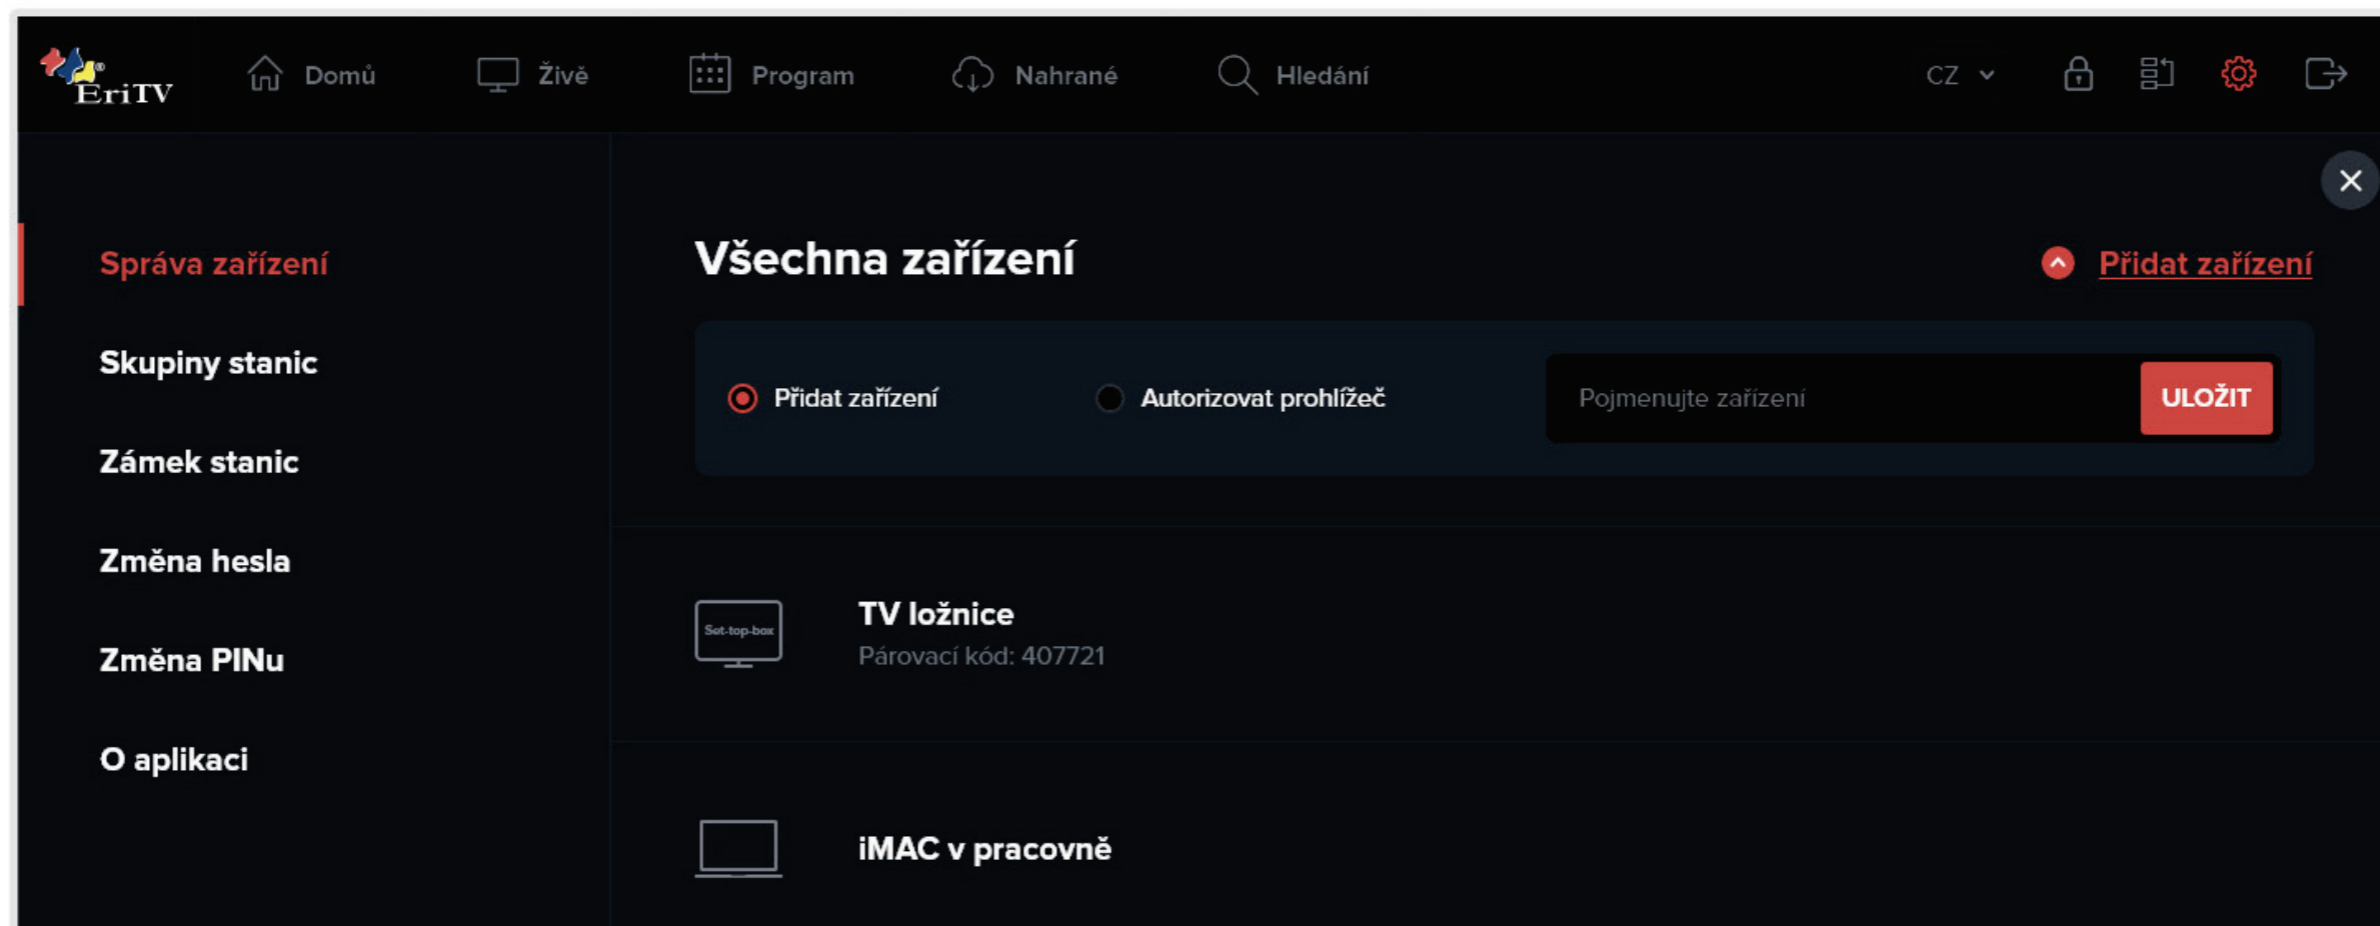 EriTV®
Domů
Živě
Program
Nahrané
Hledání
CZ
Správa zařízení
Skupiny stanic
Zámek stanic
Změna hesla
Změna PINu
O aplikaci
Všechna zařízení
Přidat zařízení
Přidat zařízení
Autorizovat prohlížeč
Pojmenujte zařízení
ULOŽIT
Set-top-box
TV ložnice
Párovací kód: 407721
iMAC v pracovně